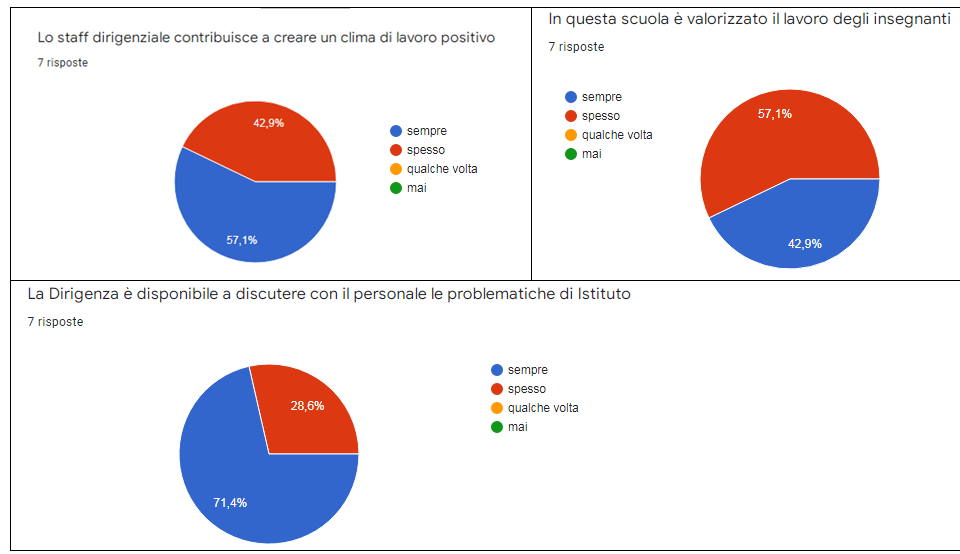 Lo staff dirigenziale contribuisce a creare un clima di lavoro positivo
7 risposte
42,9%
57,1%
sempre
spesso
qualche volta
mai
In questa scuola è valorizzato il lavoro degli insegnanti
7 risposte
sempre
spesso
qualche volta
mai
57,1%
42,9%
La Dirigenza è disponibile a discutere con il personale le problematiche di Istituto
7 risposte
28,6%
71,4%
sempre
spesso
qualche volta
mai